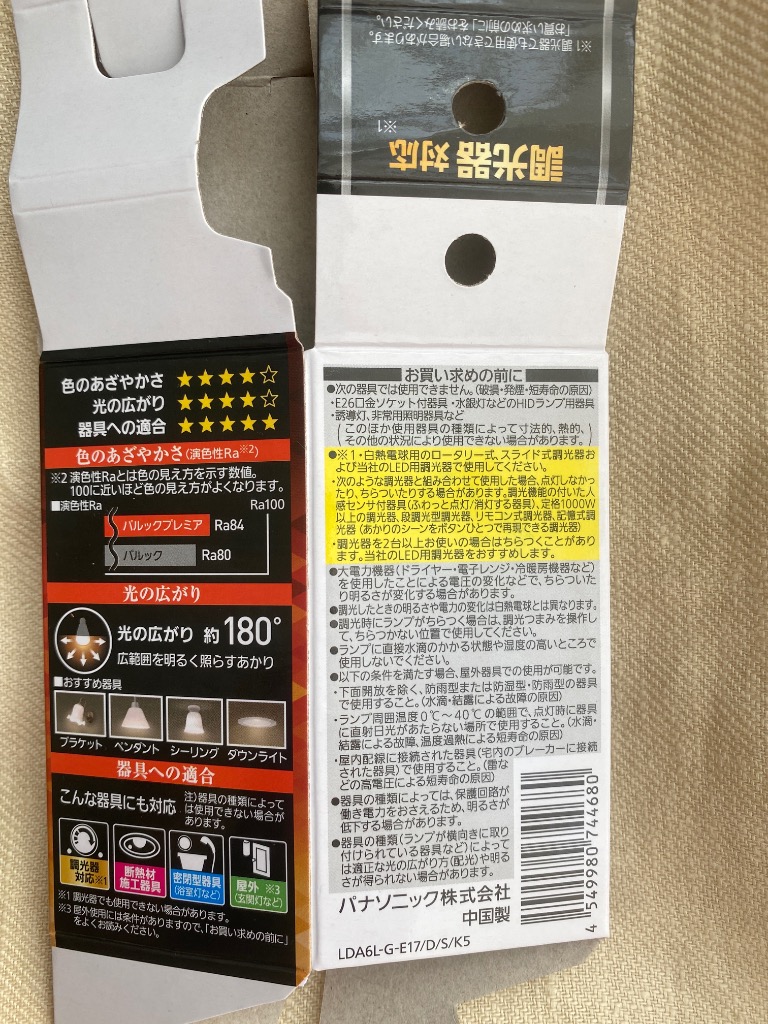 ※1 調光器でも使用できない場合があります。
「お買い求めの前に」をお読みください。
調光器 対応 ※1
色のあざやかさ ★★★★☆
光の広がり ★★★★☆
器具への適合 ★★★★★
色のあざやかさ(演色性Ra※2)
※2 演色性Raとは色の見え方を示す数値。
100に近いほど色の見え方がよくなります。
■演色性Ra Ra100
パルックプレミア Ra84
パルック Ra80
光の広がり
光の広がり 約180°
広範囲を明るく照らすあかり
■おすすめ器具
ブラケット ペンダント シーリング ダウンライト
器具への適合
こんな器具にも対応
注)器具の種類によって
は使用できない場合が
あります。
調光器
対応※1
断熱材
施工器具
密閉型器具
(浴室灯など)
屋外 ※3
(玄関灯など)
※1 調光器でも使用できない場合があります。
※3 屋外使用には条件がありますので、「お買い求めの前に」
をよくお読みください。
お買い求めの前に
●次の器具では使用できません。(破損・発煙・短寿命の原因)
・E26口金ソケット付器具 ・水銀灯などのHIDランプ用器具
・誘導灯、非常用照明器具など
(このほか使用器具の種類によって寸法的、熱的、
その他の状況により使用できない場合があります。)
●※1・白熱電球用のロータリー式、スライド式調光器お
よび当社のLED用調光器で使用してください。
・次のような調光器と組み合わせて使用した場合、点灯しなかっ
たり、ちらついたりする場合があります。調光機能の付いた人
感センサ付器具(ふわっと点灯/消灯する器具)、定格1000W
以上の調光器、段調光型調光器、リモコン式調光器、記憶式調
光器(あかりのシーンをボタンひとつで再現できる調光器)
・調光器を2台以上お使いの場合はちらつくことがあり
ます。当社のLED用調光器をおすすめします。
●大電力機器(ドライヤー・電子レンジ・冷暖房機器など)
を使用したことによる電圧の変化などで、ちらついた
り明るさが変化する場合があります。
●調光したときの明るさや電力の変化は白熱電球とは異なります。
●調光時にランプがちらつく場合は、調光つまみを操作し
て、ちらつかない位置で使用してください。
●ランプに直接水滴のかかる状態や湿度の高いところで
使用しないでください。
●以下の条件を満たす場合、屋外器具での使用が可能です。
・下面開放を除く、防雨型または防湿型・防雨型の器具
で使用すること。(水滴・結露による故障の原因)
・ランプ周囲温度0℃~40℃の範囲で、点灯時に器具
に直射日光があたらない場所で使用すること。(水滴・
結露による故障、温度過熱による短寿命の原因)
・屋内配線に接続された器具(宅内のブレーカーに接続
された器具)で使用すること。(雷など
の高電圧による短寿命の原因)
●器具の種類によっては、保護回路が
働き電力をおさえるため、明るさが
低下する場合があります。
●器具の種類(ランプが横向きに取り
付けられている器具など)によって
は適正な光の広がり方(配光)や明る
さが得られない場合があります。
パナソニック株式会社
中国製
4 549980 744680
LDA6L-G-E17/D/S/K5